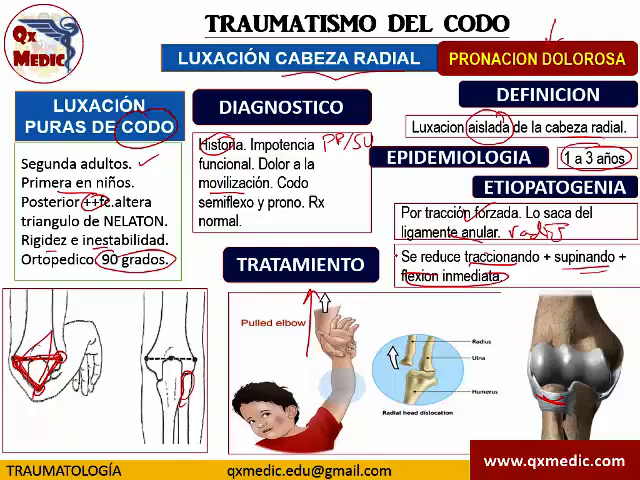 Qx
MEDIC
TRAUMATISMO DEL CODO
LUXACIÓN CABEZA RADIAL
PRONACION DOLOROSA
LUXACIÓN
PURAS DE CODO
Segunda adultos.
Primera en niños.
Posterior ++fc.altera
triangulo de NELATON.
Rigidez e inestabilidad.
Ortopedico 90 grados.
DIAGNOSTICO
Historia. Impotencia
funcional. Dolor a la
movilización. Codo
semiflexo y prono. Rx
normal.
PP/SU
DEFINICION
Luxacion aislada de la cabeza radial.
EPIDEMIOLOGIA
1 a 3 años
ETIOPATOGENIA
Por tracción forzada. Lo saca del
ligamento anular.
radio
Se reduce traccionando + supinando +
flexion inmediata
TRATAMIENTO
Pulled elbow
Radius
Ulna
Humerus
Radial head dislocation
TRAUMATOLOGÍA
qxmedic.edu@gmail.com
www.qxmedic.com